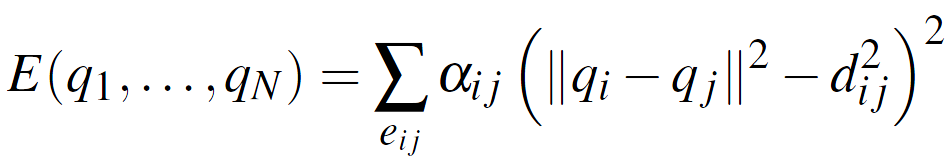 E(q_1, \ldots, q_N) = \sum_{e_{ij}} \alpha_{ij} \left( \|q_i - q_j\|^2 - d_{ij}^2 \right)^2